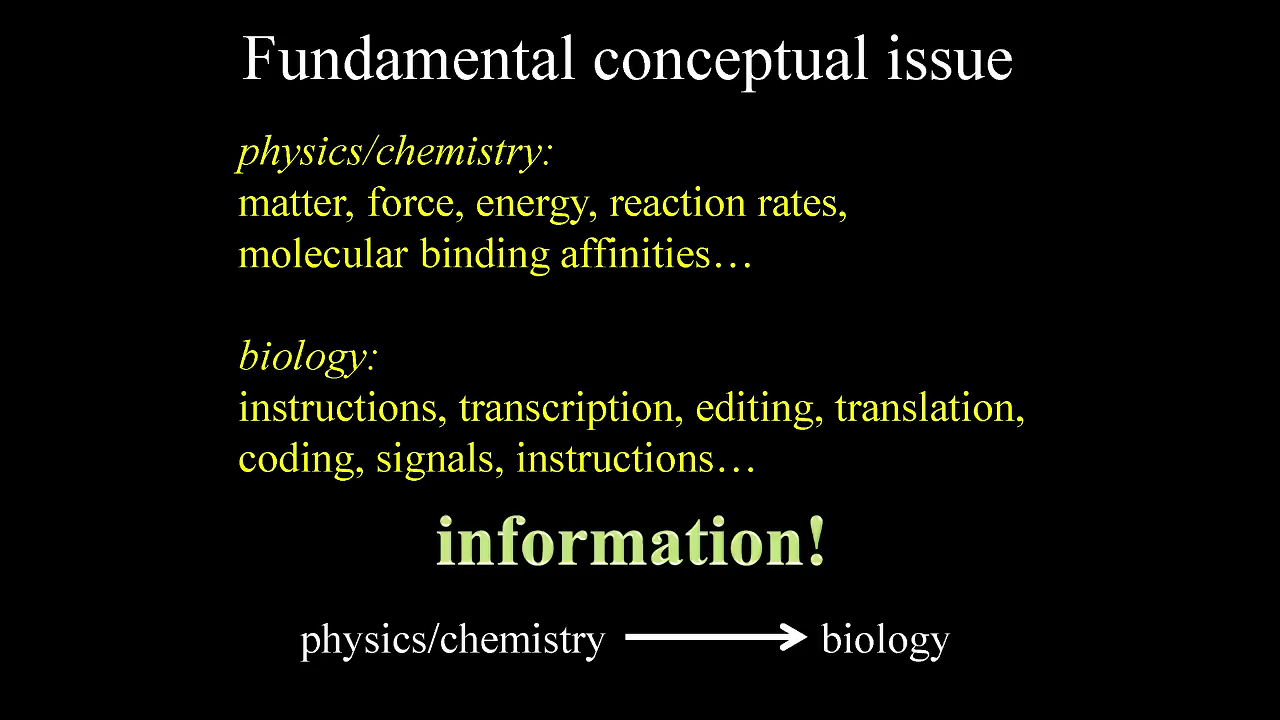 Fundamental conceptual issue
physics/chemistry:
matter, force, energy, reaction rates,
molecular binding affinities…
biology:
instructions, transcription, editing, translation,
coding, signals, instructions…
information!
physics/chemistry → biology